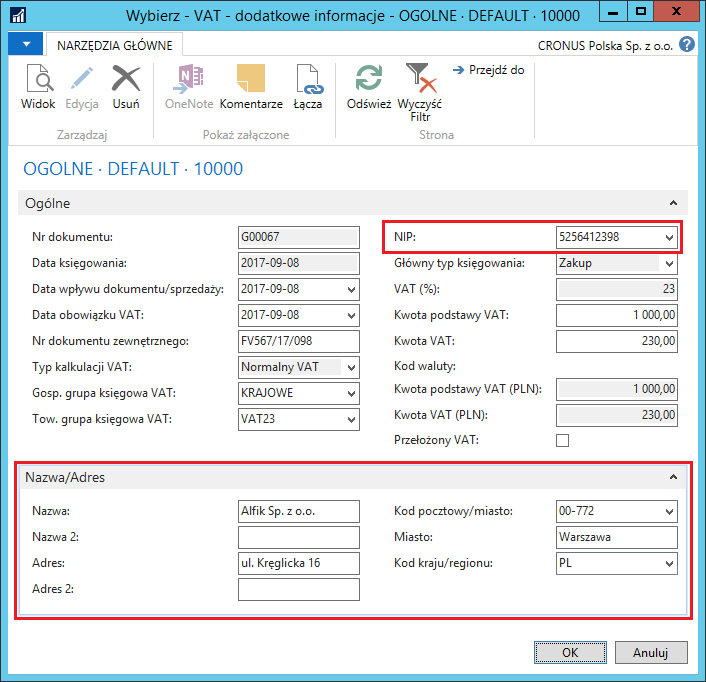 Wybierz - VAT - dodatkowe informacje - OGOLNE · DEFAULT · 10000
NARZĘDZIA GŁÓWNE
CRONUS Polska Sp. z o.o.
Widok
Edycja
Usuń
OneNote
Komentarze
Łącza
Odśwież
Wyczyść
Filtr
Przejdź do
Zarządzaj
Pokaż załączone
Strona
OGOLNE · DEFAULT · 10000
Ogólne
Nr dokumentu: G00067
Data księgowania: 2017-09-08
Data wpływu dokumentu/sprzedaży: 2017-09-08
Data obowiązku VAT: 2017-09-08
Nr dokumentu zewnętrznego: FV567/17/098
Typ kalkulacji VAT: Normalny VAT
Gosp. grupa księgowa VAT: KRAJOWE
Tow. grupa księgowa VAT: VAT23
NIP: 5256412398
Główny typ księgowania: Zakup
VAT (%): 23
Kwota podstawy VAT: 1 000,00
Kwota VAT: 230,00
Kod waluty:
Kwota podstawy VAT (PLN): 1 000,00
Kwota VAT (PLN): 230,00
Przełożony VAT:
Nazwa/Adres
Nazwa: Alfik Sp. z o.o.
Nazwa 2:
Adres: ul. Kręglicka 16
Adres 2:
Kod pocztowy/miasto: 00-772
Miasto: Warszawa
Kod kraju/regionu: PL
OK
Anuluj